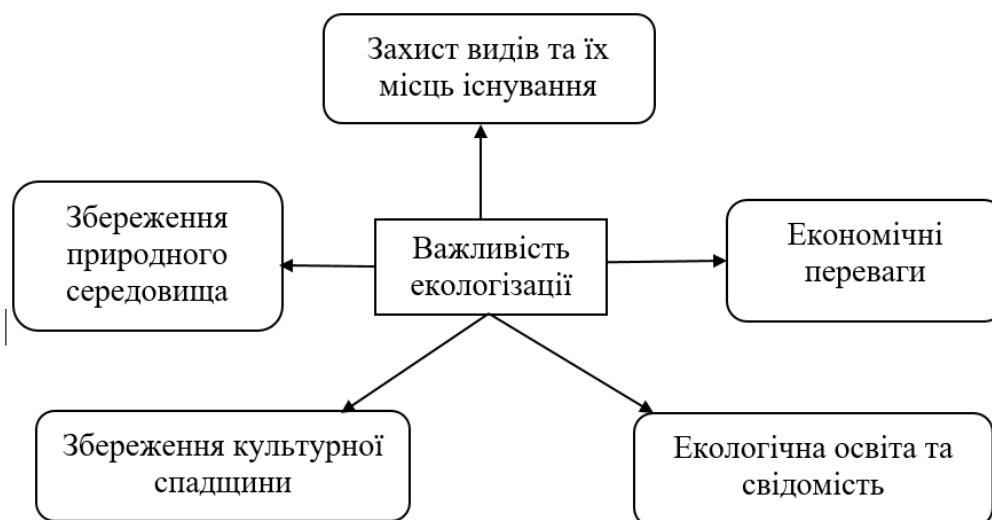 Захист видів та їх
місць існування
Збереження
природного
середовища
Важливість
екологізації
Економічні
переваги
Збереження культурної
спадщини
Екологічна освіта та
свідомість